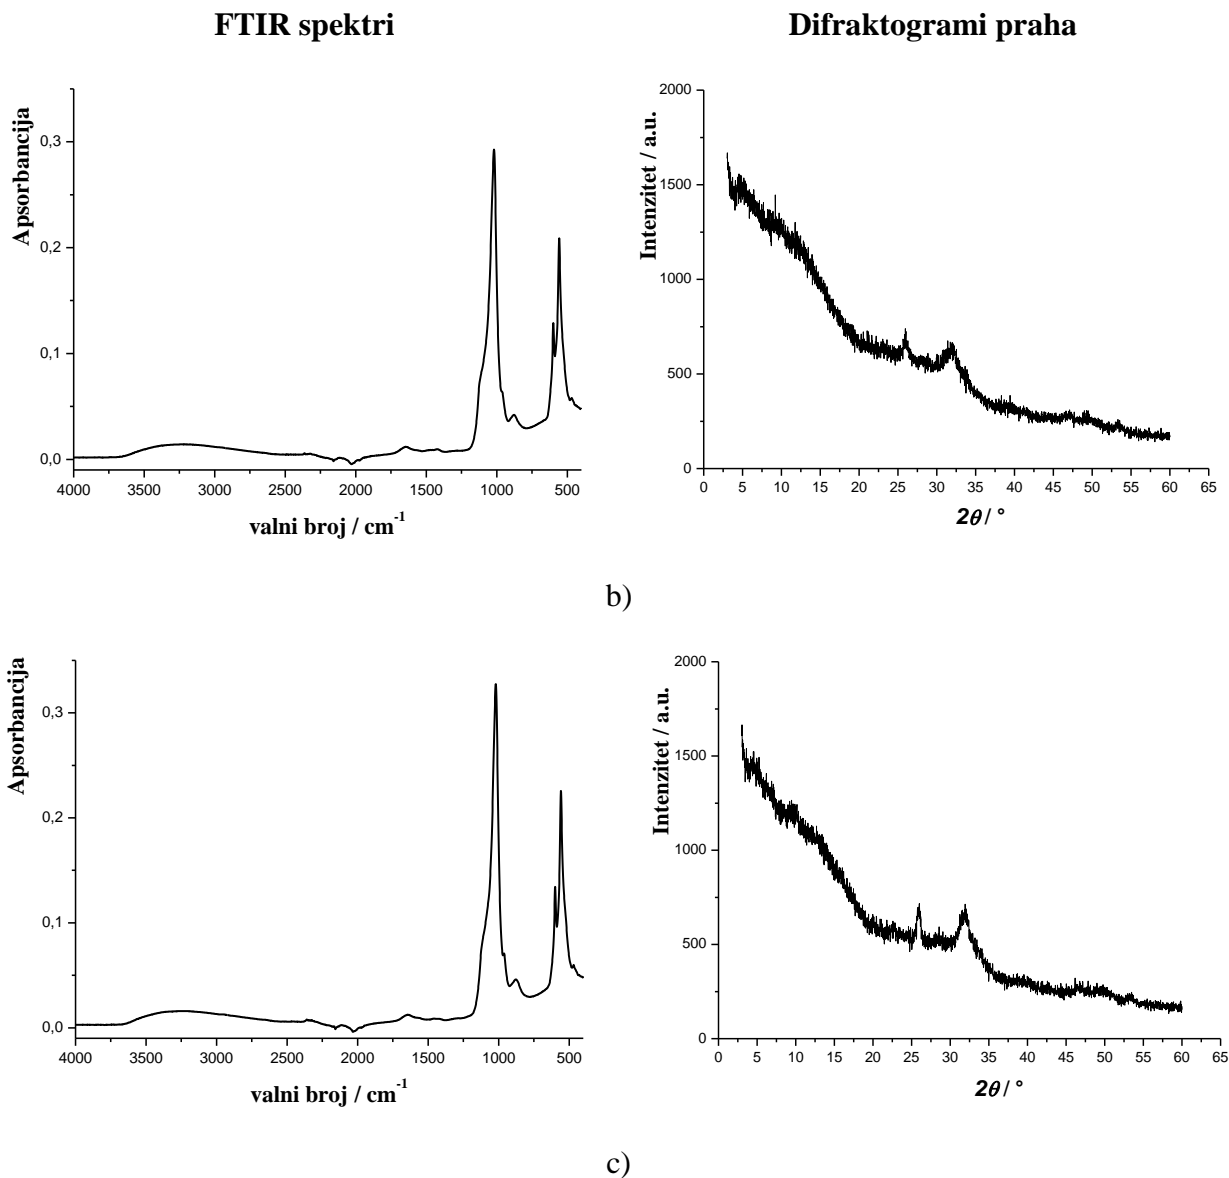 FTIR spektri
Difraktogrami praha
Apsorbancija
0,3
0,2
0,1
0,0
4000 3500 3000 2500 2000 1500 1000 500
valni broj / cm-1
Intenzitet / a.u.
2000
1500
1000
500
0
0 5 10 15 20 25 30 35 40 45 50 55 60 65
2θ / °
b)
Apsorbancija
0,3
0,2
0,1
0,0
4000 3500 3000 2500 2000 1500 1000 500
valni broj / cm-1
Intenzitet / a.u.
2000
1500
1000
500
0
0 5 10 15 20 25 30 35 40 45 50 55 60 65
2θ / °
c)